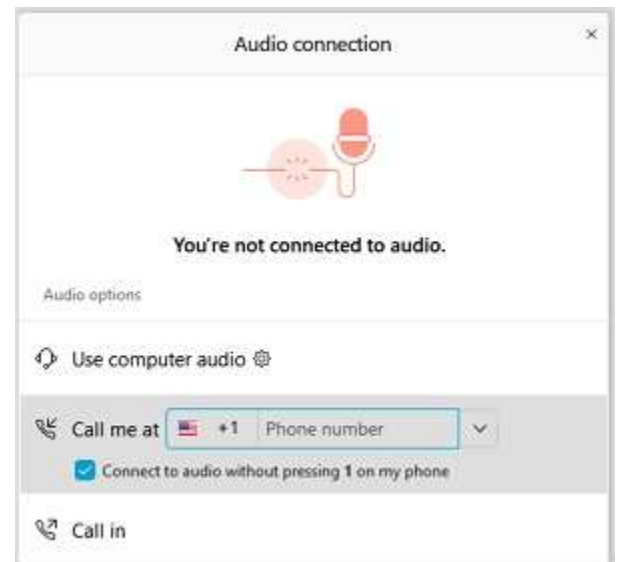 Audio connection
You're not connected to audio.
Audio options
Use computer audio
Call me at +1 Phone number
Connect to audio without pressing 1 on my phone
Call in